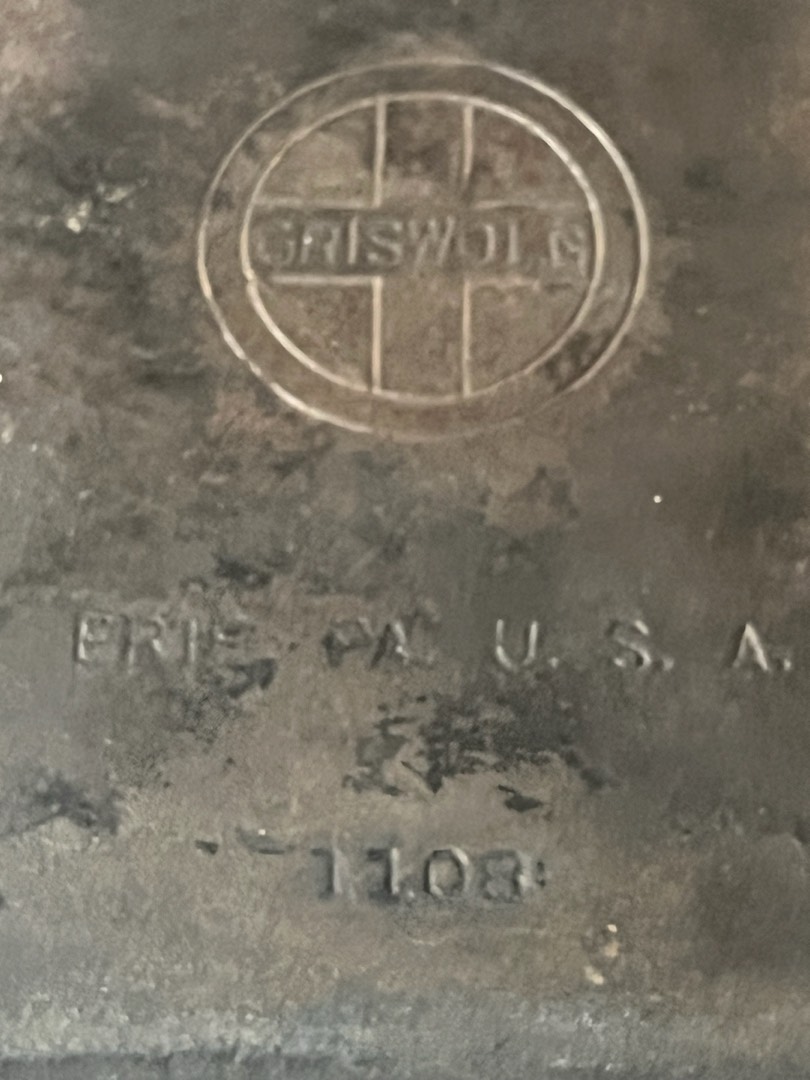 GRISWOLD
ERIE PA. U. S. A.
1108